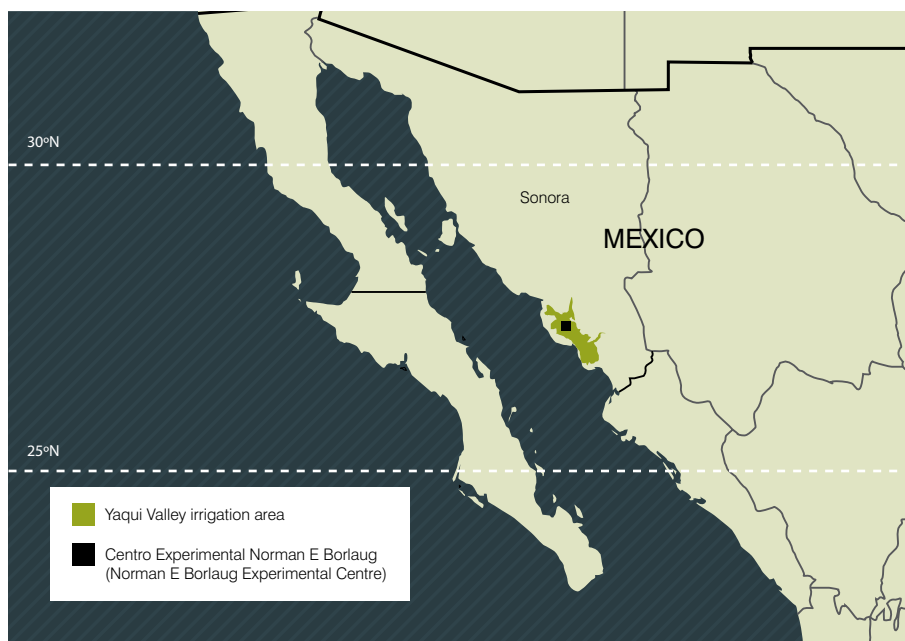 30ºN
Sonora
MEXICO
25ºN
Yaqui Valley irrigation area
Centro Experimental Norman E Borlaug
(Norman E Borlaug Experimental Centre)